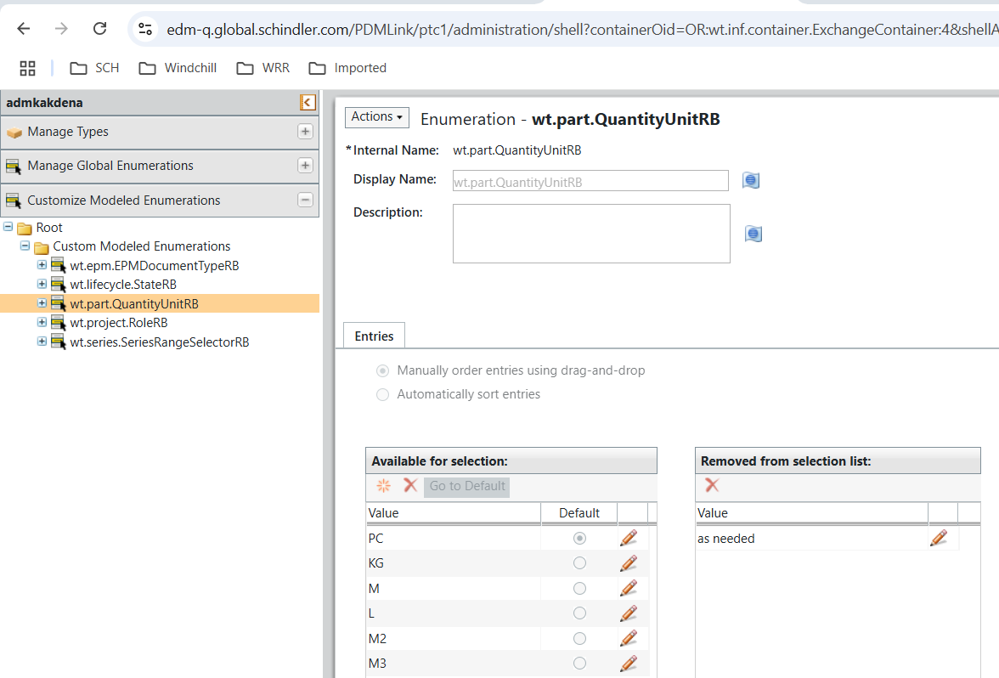 edm-q.global.schindler.com/PDMLink/ptc1/administration/shell?containerOid=OR:wt.inf.container.ExchangeContainer:4&shellA
SCH Windchill WRR Imported
admkakdena
Manage Types
Manage Global Enumerations
Customize Modeled Enumerations
Root
Custom Modeled Enumerations
wt.epm.EPMDocumentTypeRB
wt.lifecycle.StateRB
wt.part.QuantityUnitRB
wt.project.RoleRB
wt.series.SeriesRangeSelectorRB
Actions Enumeration - wt.part.QuantityUnitRB
*Internal Name: wt.part.QuantityUnitRB
Display Name: wt.part.QuantityUnitRB
Description:
Entries
Manually order entries using drag-and-drop
Automatically sort entries
Available for selection:
Go to Default
Value Default
PC
KG
M
L
M2
M3
Removed from selection list:
Value
as needed